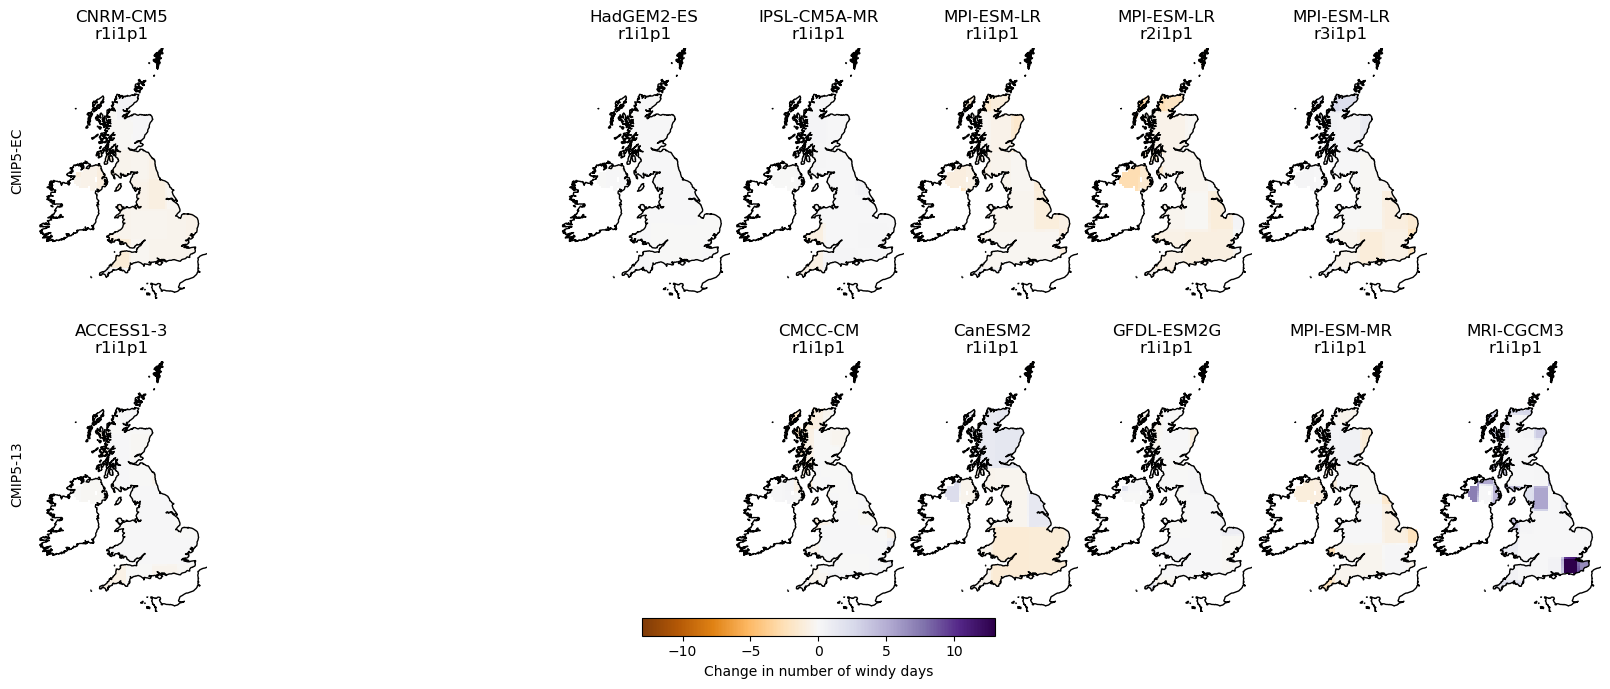 CNRM-CM5
r1i1p1
HadGEM2-ES
r1i1p1
IPSL-CM5A-MR
r1i1p1
MPI-ESM-LR
r1i1p1
MPI-ESM-LR
r2i1p1
MPI-ESM-LR
r3i1p1
CMIP5-EC
ACCESS1-3
r1i1p1
CMCC-CM
r1i1p1
CanESM2
r1i1p1
GFDL-ESM2G
r1i1p1
MPI-ESM-MR
r1i1p1
MRI-CGCM3
r1i1p1
CMIP5-13
−10 −5 0 5 10
Change in number of windy days